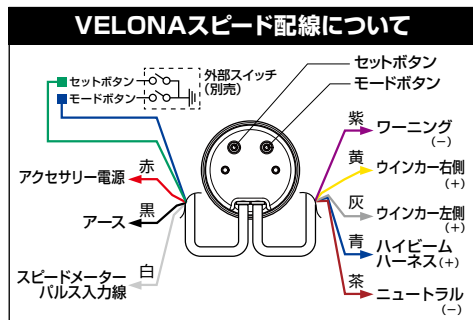 VELONAスピード配線について
セットボタン
モードボタン
外部スイッチ
(別売)
セットボタン
モードボタン
赤
アクセサリー電源
黒
アース
白
スピードメーター
パルス入力線
紫
ワーニング
(−)
黄
ウインカー右側
(+)
灰
ウインカー左側
(+)
青
ハイビーム
ハーネス(+)
茶
ニュートラル
(−)